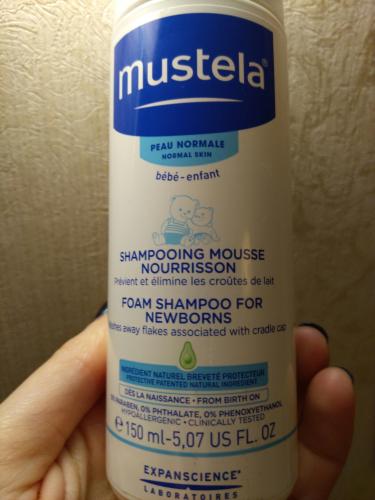 mustela®
PEAU NORMALE
NORMAL SKIN
bébé - enfant
SHAMPOOING MOUSSE
NOURRISSON
Prévient et élimine les croûtes de lait
FOAM SHAMPOO FOR
NEWBORNS
away flakes associated with cradle cap
INGRÉDIENT NATUREL BREVETÉ PROTECTEUR
PROTECTIVE PATENTED NATURAL INGREDIENT
DÈS LA NAISSANCE • FROM BIRTH ON
PARABEN, 0% PHTHALATE, 0% PHENOXYETHANOL
HYPOALLERGENIC • CLINICALLY TESTED
℮ 150 ml-5,07 US FL. OZ
EXPANSCIENCE®
LABORATOIRES